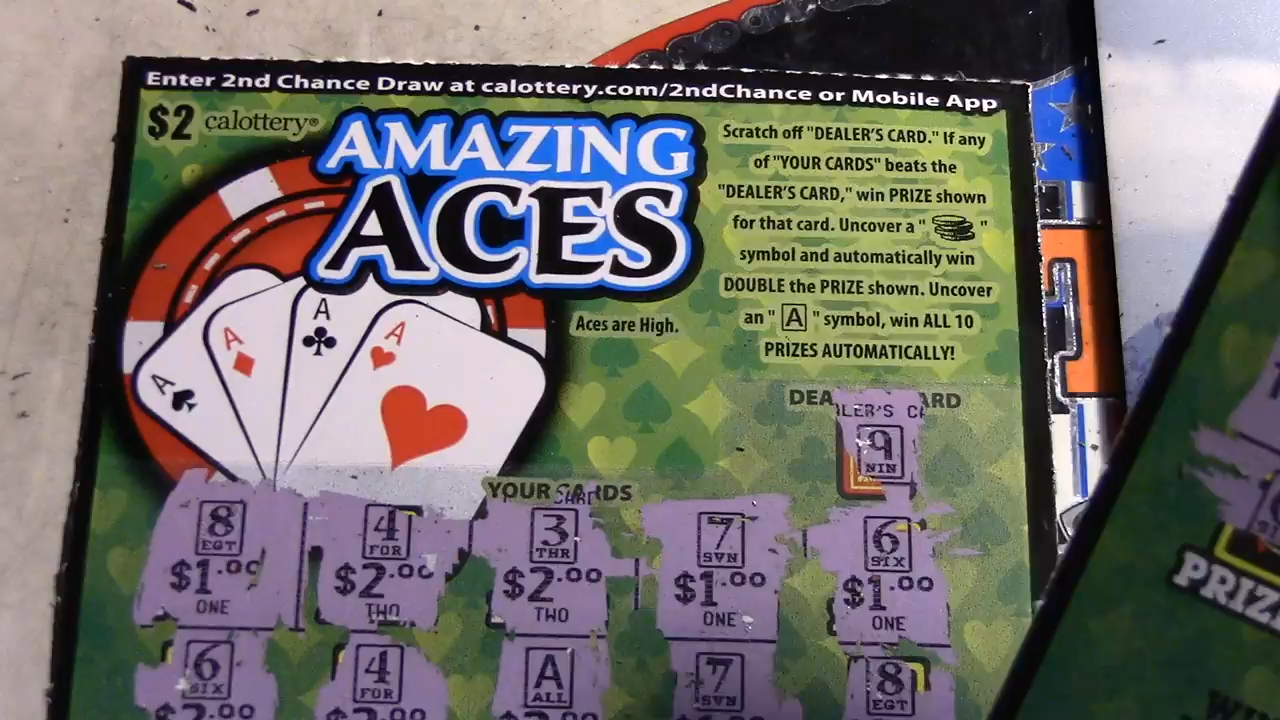 Enter 2nd Chance Draw at calottery.com/2ndChance or Mobile App
$2 calottery®
AMAZING
ACES
Scratch off "DEALER'S CARD." If any
of "YOUR CARDS" beats the
"DEALER'S CARD," win PRIZE shown
for that card. Uncover a " "
symbol and automatically win
DOUBLE the PRIZE shown. Uncover
an " A " symbol, win ALL 10
PRIZES AUTOMATICALLY!
Aces are High.
A A A A
9
NIN
YOUR CARDS
8 4 3 7 6
EGT FOR THR SVN SIX
$1.00 $2.00 $2.00 $1.00 $1.00
ONE TWO TWO ONE ONE
6 4 A 7 8
SIX FOR ALL SVN EGT